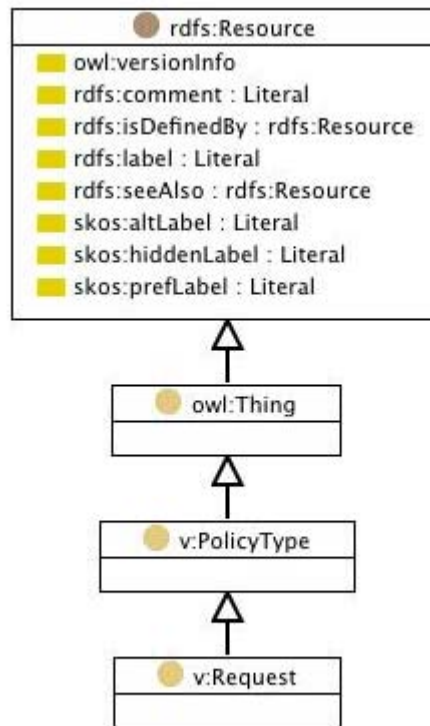 rdfs:Resource
owl:versionInfo
rdfs:comment : Literal
rdfs:isDefinedBy : rdfs:Resource
rdfs:label : Literal
rdfs:seeAlso : rdfs:Resource
skos:altLabel : Literal
skos:hiddenLabel : Literal
skos:prefLabel : Literal
owl:Thing
v:PolicyType
v:Request